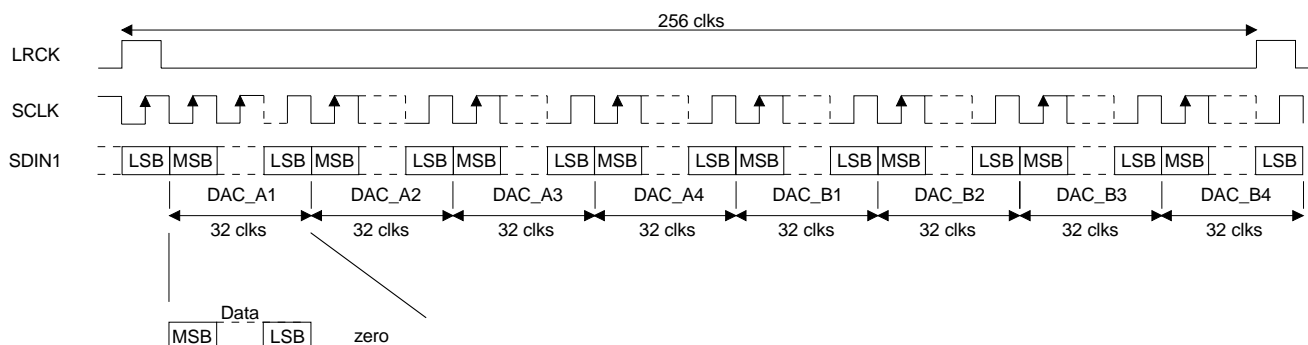 256 clks
LRCK
SCLK
SDIN1 LSB MSB LSB MSB LSB MSB LSB MSB LSB MSB LSB MSB LSB MSB LSB MSB LSB
DAC_A1 DAC_A2 DAC_A3 DAC_A4 DAC_B1 DAC_B2 DAC_B3 DAC_B4
32 clks 32 clks 32 clks 32 clks 32 clks 32 clks 32 clks 32 clks
Data
MSB LSB zero